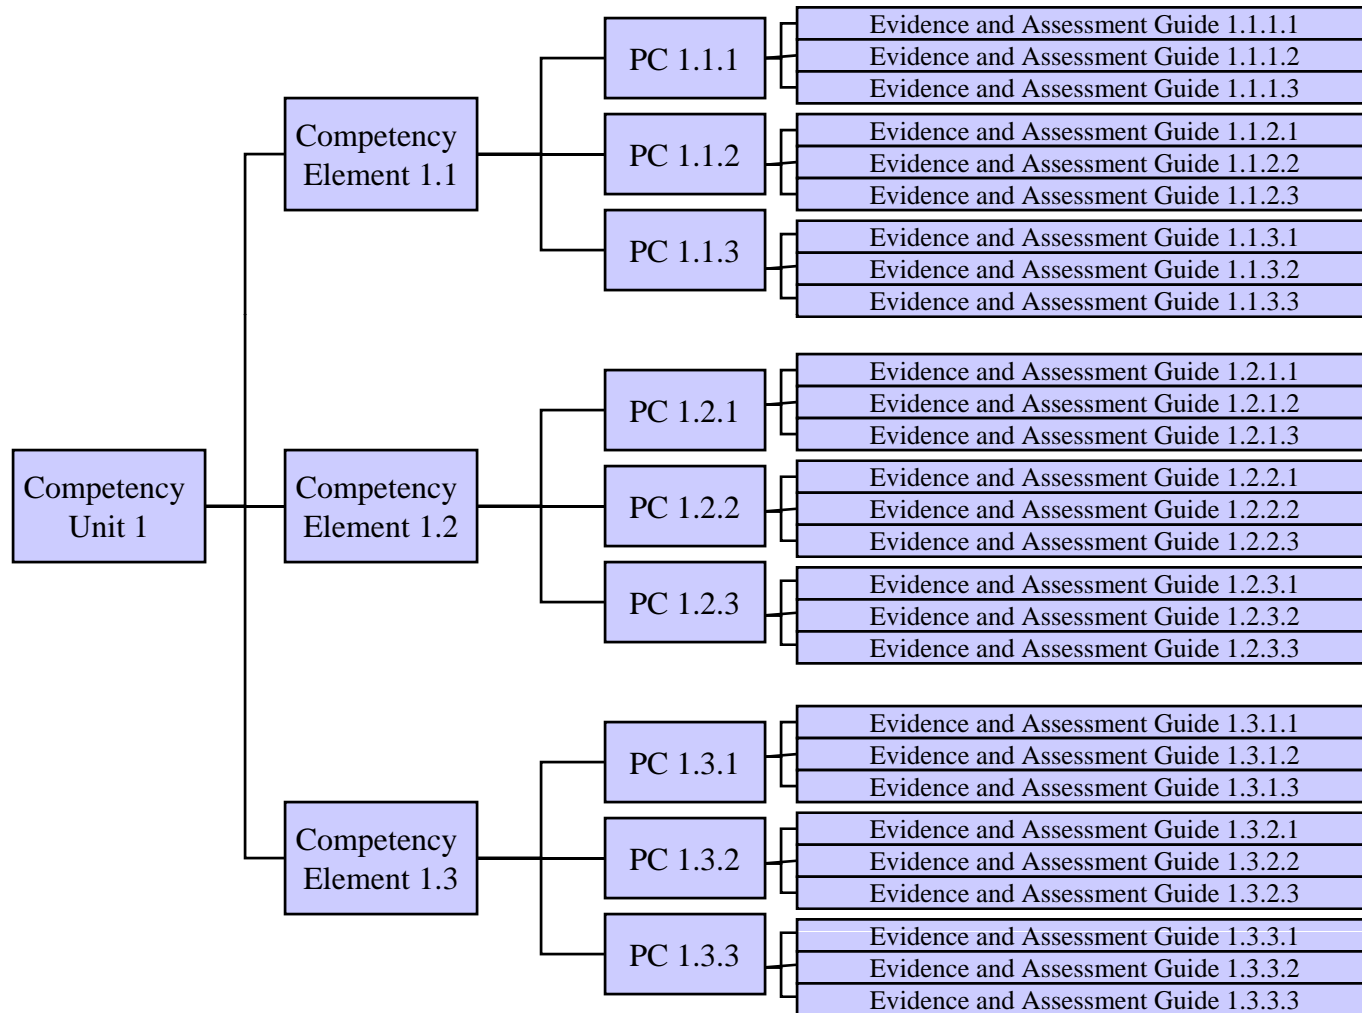 Competency
Unit 1
Competency
Element 1.1
PC 1.1.1
Evidence and Assessment Guide 1.1.1.1
Evidence and Assessment Guide 1.1.1.2
Evidence and Assessment Guide 1.1.1.3
PC 1.1.2
Evidence and Assessment Guide 1.1.2.1
Evidence and Assessment Guide 1.1.2.2
Evidence and Assessment Guide 1.1.2.3
PC 1.1.3
Evidence and Assessment Guide 1.1.3.1
Evidence and Assessment Guide 1.1.3.2
Evidence and Assessment Guide 1.1.3.3
Competency
Element 1.2
PC 1.2.1
Evidence and Assessment Guide 1.2.1.1
Evidence and Assessment Guide 1.2.1.2
Evidence and Assessment Guide 1.2.1.3
PC 1.2.2
Evidence and Assessment Guide 1.2.2.1
Evidence and Assessment Guide 1.2.2.2
Evidence and Assessment Guide 1.2.2.3
PC 1.2.3
Evidence and Assessment Guide 1.2.3.1
Evidence and Assessment Guide 1.2.3.2
Evidence and Assessment Guide 1.2.3.3
Competency
Element 1.3
PC 1.3.1
Evidence and Assessment Guide 1.3.1.1
Evidence and Assessment Guide 1.3.1.2
Evidence and Assessment Guide 1.3.1.3
PC 1.3.2
Evidence and Assessment Guide 1.3.2.1
Evidence and Assessment Guide 1.3.2.2
Evidence and Assessment Guide 1.3.2.3
PC 1.3.3
Evidence and Assessment Guide 1.3.3.1
Evidence and Assessment Guide 1.3.3.2
Evidence and Assessment Guide 1.3.3.3